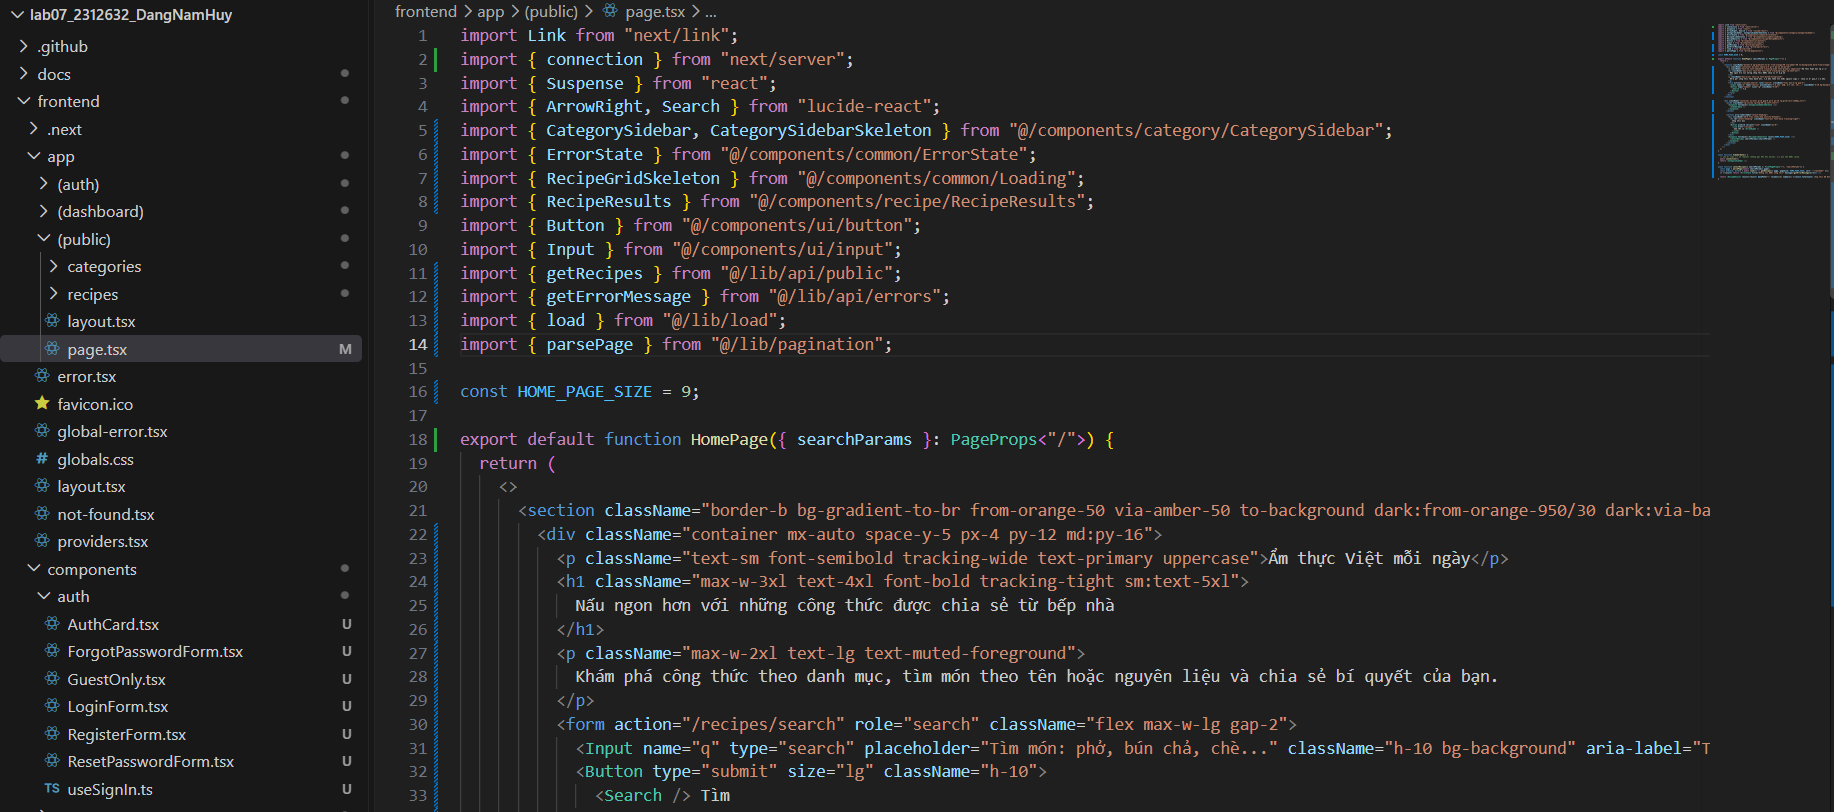 lab07_2312632_DangNamHuy
.github
docs
frontend
.next
app
(auth)
(dashboard)
(public)
categories
recipes
layout.tsx
page.tsx M
error.tsx
favicon.ico
global-error.tsx
# globals.css
layout.tsx
not-found.tsx
providers.tsx
components
auth
AuthCard.tsx U
ForgotPasswordForm.tsx U
GuestOnly.tsx U
LoginForm.tsx U
RegisterForm.tsx U
ResetPasswordForm.tsx U
TS useSignIn.ts U
frontend > app > (public) > page.tsx > ...
1 import Link from "next/link";
2 import { connection } from "next/server";
3 import { Suspense } from "react";
4 import { ArrowRight, Search } from "lucide-react";
5 import { CategorySidebar, CategorySidebarSkeleton } from "@/components/category/CategorySidebar";
6 import { ErrorState } from "@/components/common/ErrorState";
7 import { RecipeGridSkeleton } from "@/components/common/Loading";
8 import { RecipeResults } from "@/components/recipe/RecipeResults";
9 import { Button } from "@/components/ui/button";
10 import { Input } from "@/components/ui/input";
11 import { getRecipes } from "@/lib/api/public";
12 import { getErrorMessage } from "@/lib/api/errors";
13 import { load } from "@/lib/load";
14 import { parsePage } from "@/lib/pagination";
15
16 const HOME_PAGE_SIZE = 9;
17
18 export default function HomePage({ searchParams }: PageProps<"/">) {
19 return (
20 <>
21 <section className="border-b bg-gradient-to-br from-orange-50 via-amber-50 to-background dark:from-orange-950/30 dark:via-ba
22 <div className="container mx-auto space-y-5 px-4 py-12 md:py-16">
23 <p className="text-sm font-semibold tracking-wide text-primary uppercase">Ẩm thực Việt mỗi ngày</p>
24 <h1 className="max-w-3xl text-4xl font-bold tracking-tight sm:text-5xl">
25 Nấu ngon hơn với những công thức được chia sẻ từ bếp nhà
26 </h1>
27 <p className="max-w-2xl text-lg text-muted-foreground">
28 Khám phá công thức theo danh mục, tìm món theo tên hoặc nguyên liệu và chia sẻ bí quyết của bạn.
29 </p>
30 <form action="/recipes/search" role="search" className="flex max-w-lg gap-2">
31 <Input name="q" type="search" placeholder="Tìm món: phở, bún chả, chè..." className="h-10 bg-background" aria-label="T
32 <Button type="submit" size="lg" className="h-10">
33 <Search /> Tìm